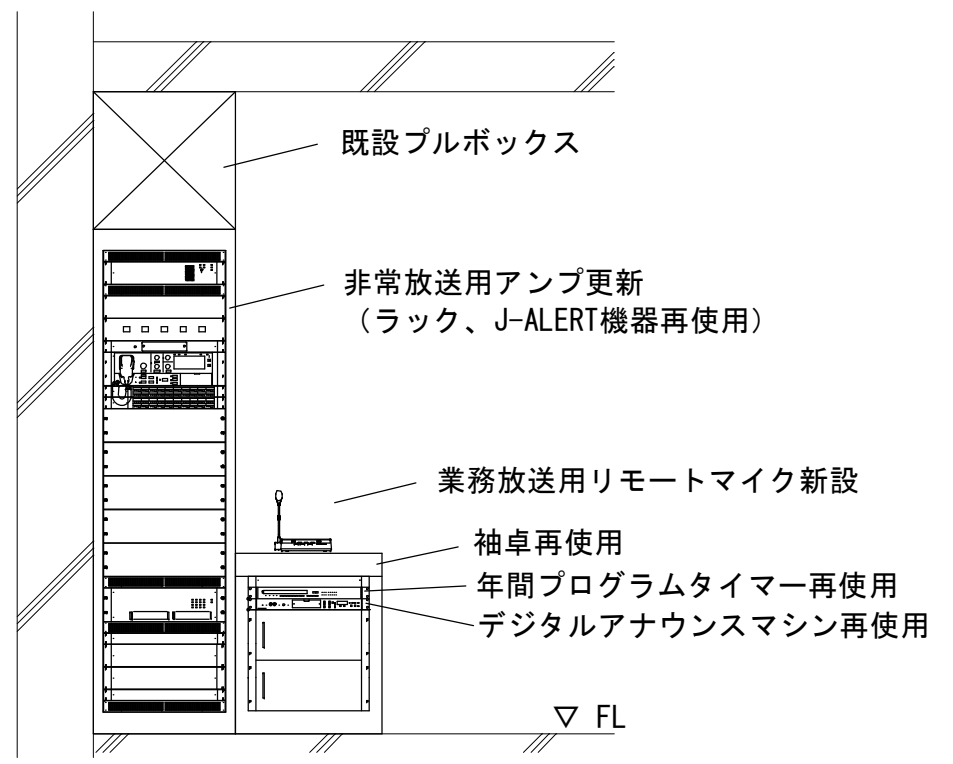 既設プルボックス
非常放送用アンプ更新
（ラック、J-ALERT機器再使用）
業務放送用リモートマイク新設
袖卓再使用
年間プログラムタイマー再使用
デジタルアナウンスマシン再使用
▽ FL